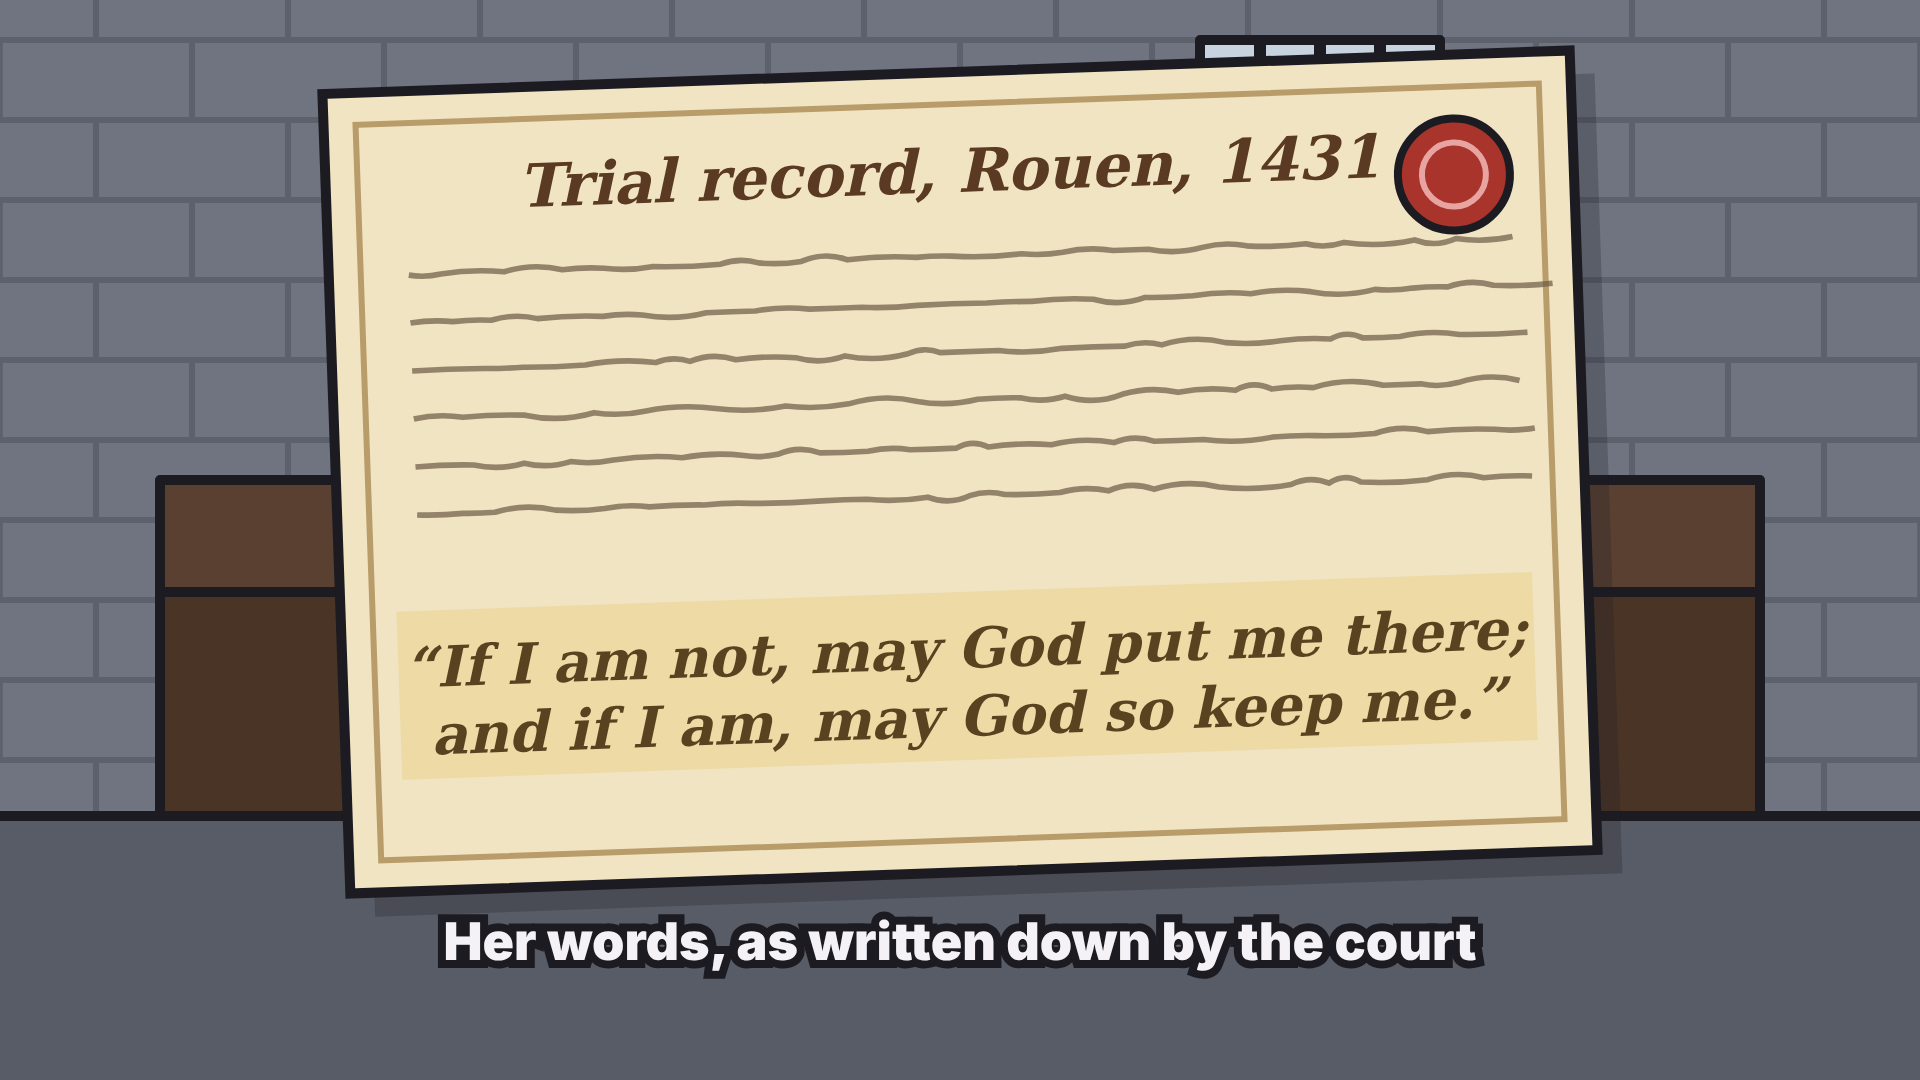 Trial record, Rouen, 1431
“If I am not, may God put me there;
and if I am, may God so keep me.”
Her words, as written down by the court